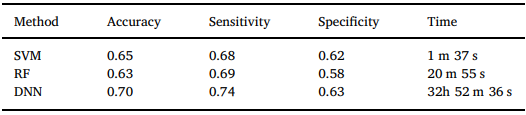 Method Accuracy Sensitivity Specificity Time
SVM 0.65 0.68 0.62 1 m 37 s
RF 0.63 0.69 0.58 20 m 55 s
DNN 0.70 0.74 0.63 32h 52 m 36 s